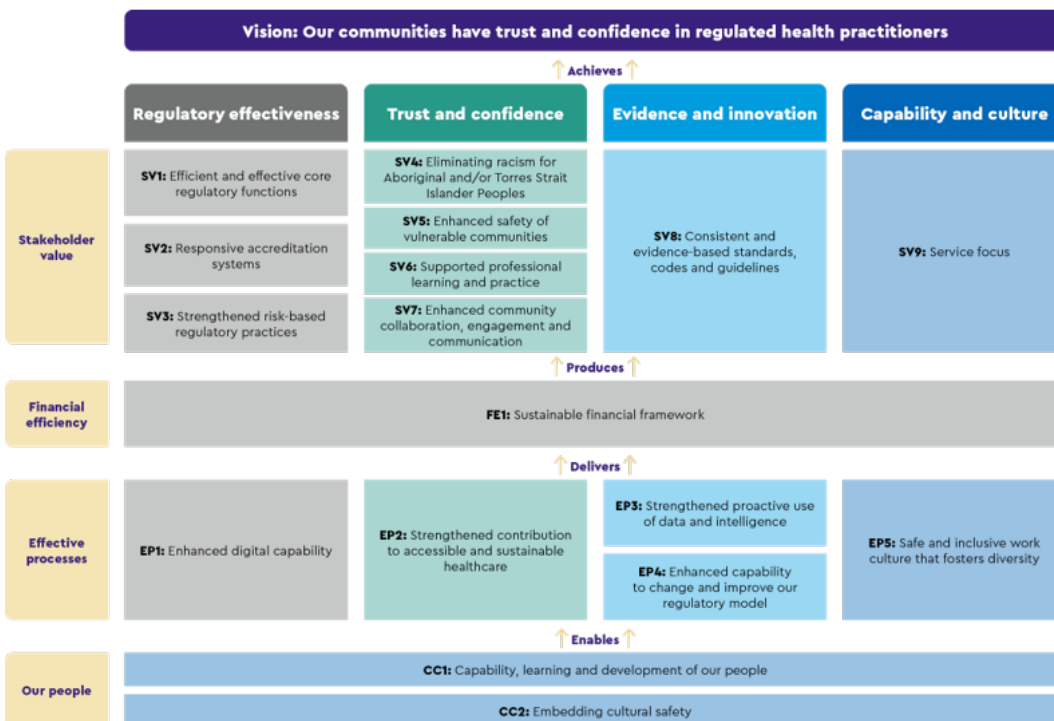 Vision: Our communities have trust and confidence in regulated health practitioners
Achieves
Regulatory effectiveness
Trust and confidence
Evidence and innovation
Capability and culture
Stakeholder
value
SV1: Efficient and effective core
regulatory functions
SV2: Responsive accreditation
systems
SV3: Strengthened risk-based
regulatory practices
SV4: Eliminating racism for
Aboriginal and/or Torres Strait
Islander Peoples
SV5: Enhanced safety of
vulnerable communities
SV6: Supported professional
learning and practice
SV7: Enhanced community
collaboration, engagement and
communication
SV8: Consistent and
evidence-based standards,
codes and guidelines
SV9: Service focus
Produces
Financial
efficiency
FE1: Sustainable financial framework
Delivers
Effective
processes
EP1: Enhanced digital capability
EP2: Strengthened contribution
to accessible and sustainable
healthcare
EP3: Strengthened proactive use
of data and intelligence
EP4: Enhanced capability
to change and improve our
regulatory model
EP5: Safe and inclusive work
culture that fosters diversity
Enables
Our people
CC1: Capability, learning and development of our people
CC2: Embedding cultural safety